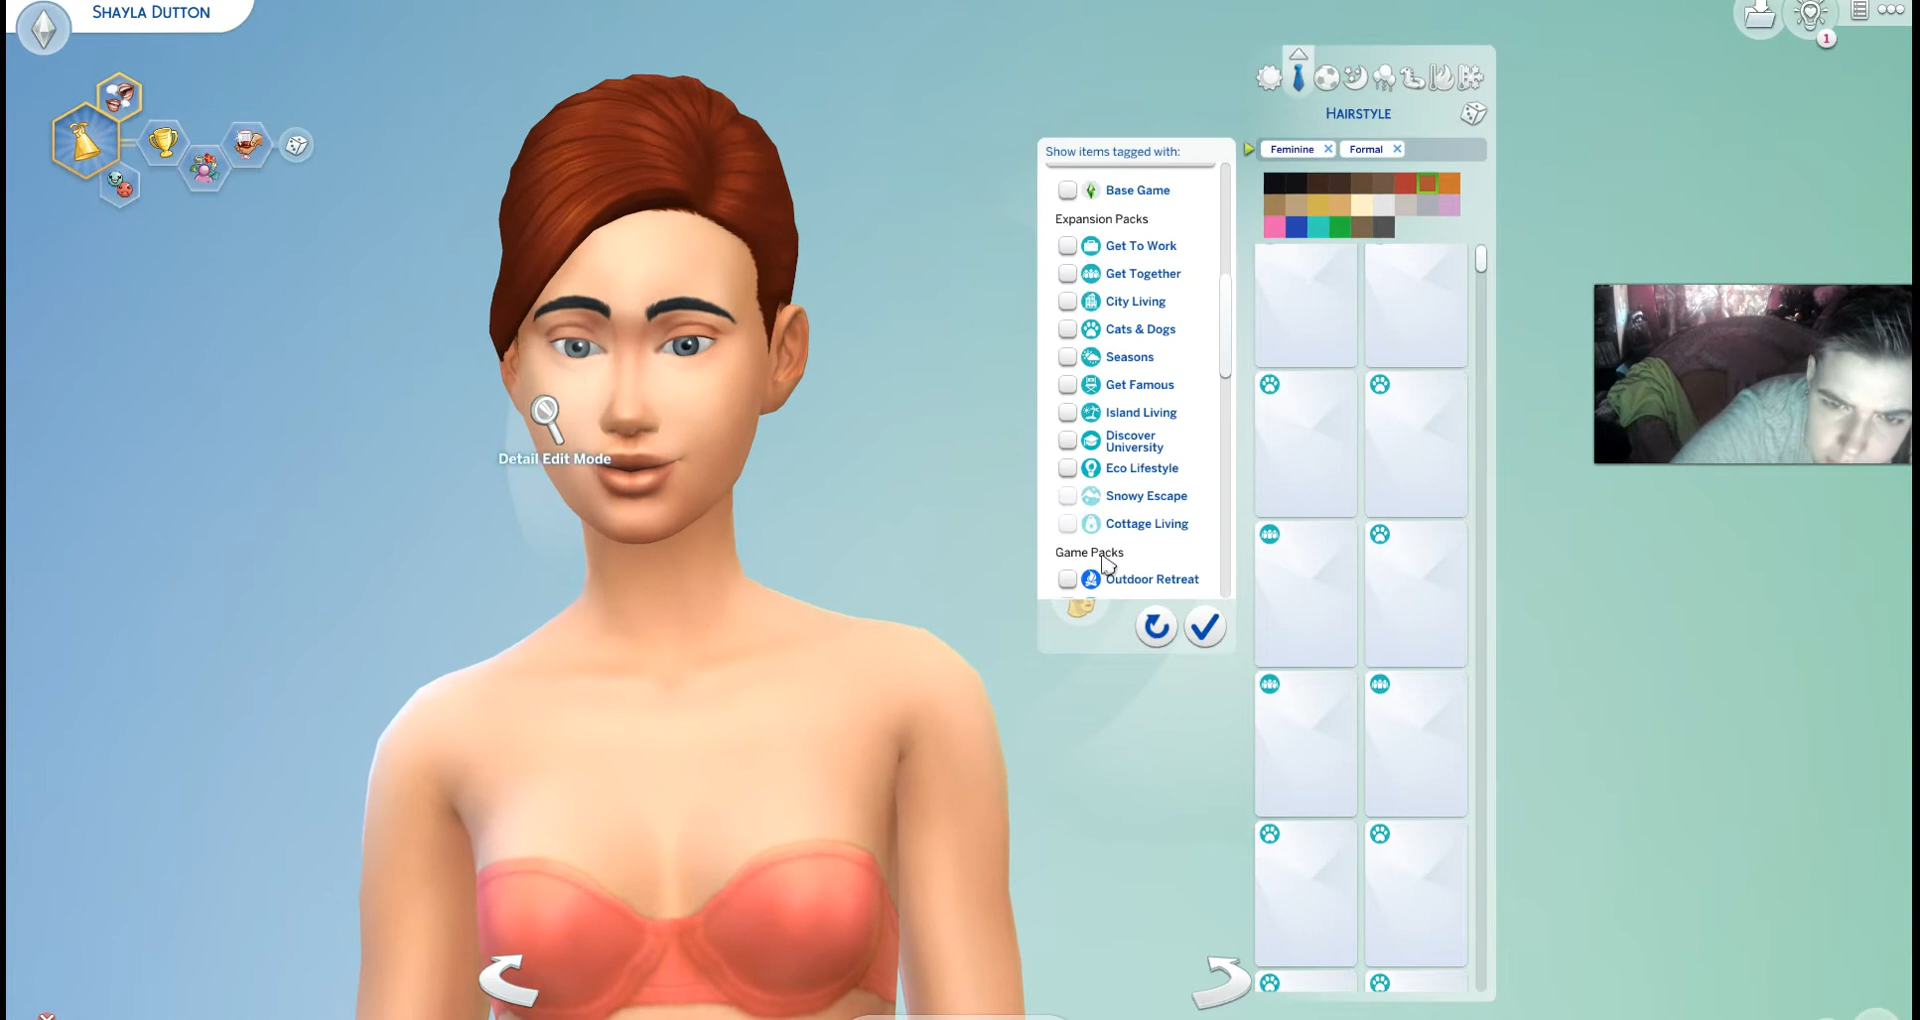 SHAYLA DUTTON
1
HAIRSTYLE
Show items tagged with:
Feminine
Formal
Base Game
Expansion Packs
Get To Work
Get Together
City Living
Cats & Dogs
Seasons
Get Famous
Island Living
Discover
University
Eco Lifestyle
Snowy Escape
Cottage Living
Game Packs
Outdoor Retreat
Detail Edit Mode